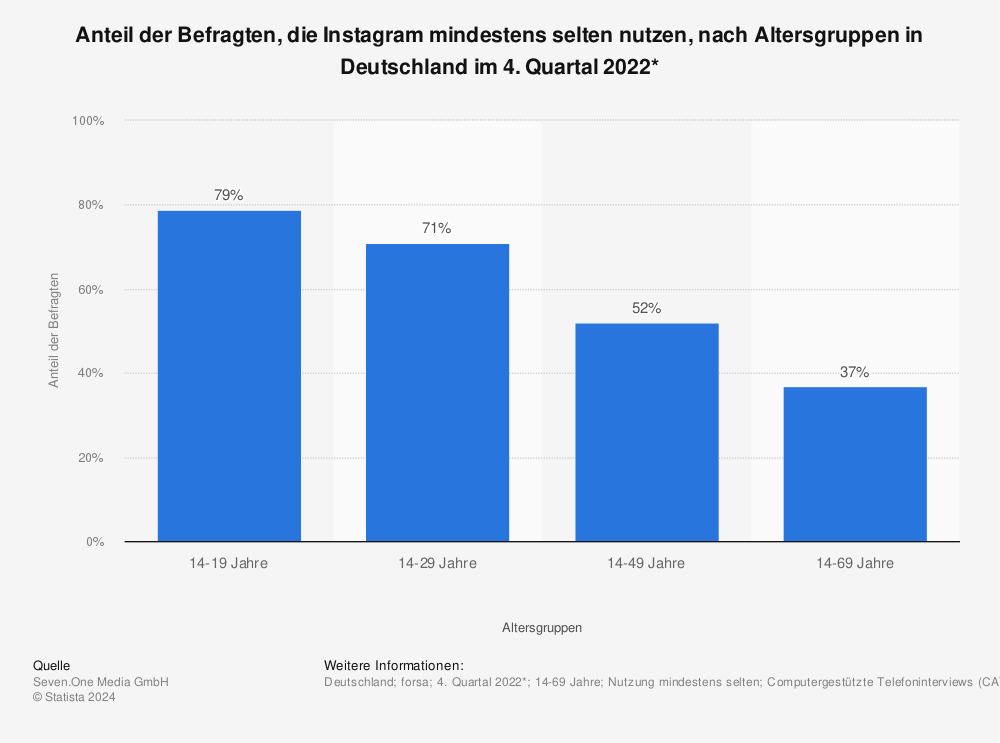 Anteil der Befragten, die Instagram mindestens selten nutzen, nach Altersgruppen in
Deutschland im 4. Quartal 2022*
100%
80%
60%
40%
20%
0%
Anteil der Befragten
79%
71%
52%
37%
14-19 Jahre
14-29 Jahre
14-49 Jahre
14-69 Jahre
Altersgruppen
Quelle
Seven.One Media GmbH
© Statista 2024
Weitere Informationen:
Deutschland; forsa; 4. Quartal 2022*; 14-69 Jahre; Nutzung mindestens selten; Computergestützte Telefoninterviews